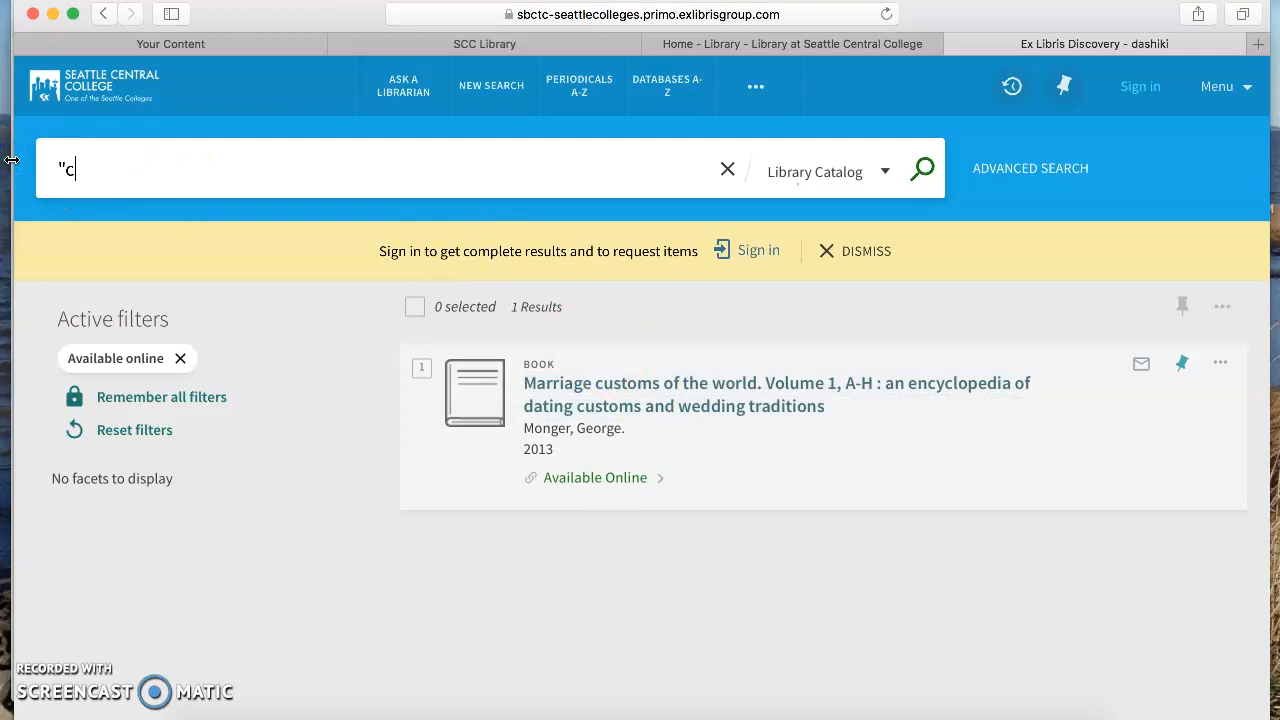 sbctc-seattlecolleges.primo.exlibrisgroup.com
Your Content
SCC Library
Home - Library - Library at Seattle Central College
Ex Libris Discovery - dashiki
SEATTLE CENTRAL
COLLEGE
One of the Seattle Colleges
ASK A
LIBRARIAN
NEW SEARCH
PERIODICALS
A-Z
DATABASES A-
Z
Sign in
Menu
"c
Library Catalog
ADVANCED SEARCH
Sign in to get complete results and to request items
Sign in
DISMISS
Active filters
Available online
Remember all filters
Reset filters
No facets to display
0 selected
1 Results
1
BOOK
Marriage customs of the world. Volume 1, A-H : an encyclopedia of
dating customs and wedding traditions
Monger, George.
2013
Available Online
RECORDED WITH
SCREENCAST MATIC